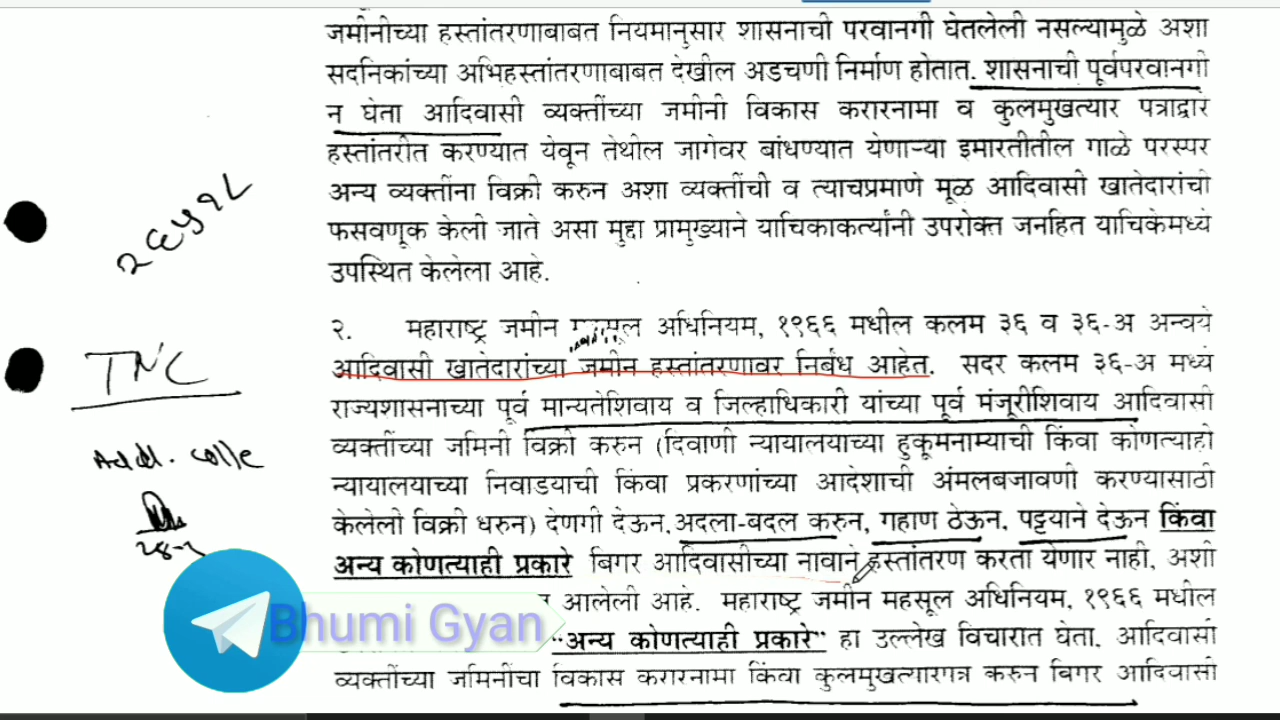 जमीनीच्या हस्तांतरणाबाबत नियमानुसार शासनाची परवानगी घेतलेली नसल्यामुळे अशा
सदनिकांच्या अभिहस्तांतरणाबाबत देखील अडचणी निर्माण होतात. शासनाची पूर्वपरवानगी
न घेता आदिवासी व्यक्तींच्या जमीनी विकास करारनामा व कुलमुखत्यार पत्राद्वारे
हस्तांतरीत करण्यात येवून तेथील जागेवर बांधण्यात येणाऱ्या इमारतीतील गाळे परस्पर
अन्य व्यक्तींना विक्री करुन अशा व्यक्तींची व त्याचप्रमाणे मूळ आदिवासी खातेदारांची
फसवणूक केली जाते असा मुद्दा प्रामुख्याने याचिकाकर्त्यांनी उपरोक्त जनहित याचिकेमध्ये
उपस्थित केलेला आहे.
२६५१८
२. महाराष्ट्र जमीन महसूल अधिनियम, १९६६ मधील कलम ३६ व ३६-अ अन्वये
आदिवासी खातेदारांच्या जमीन हस्तांतरणावर निर्बंध आहेत. सदर कलम ३६-अ मध्ये
TNC
राज्यशासनाच्या पूर्व मान्यतेशिवाय व जिल्हाधिकारी यांच्या पूर्व मंजूरीशिवाय आदिवासी
व्यक्तींच्या जमिनी विक्री करुन (दिवाणी न्यायालयाच्या हुकूमनाम्याची किंवा कोणत्याही
Addl. Colle
न्यायालयाच्या निवाडयाची किंवा प्रकरणांच्या आदेशाची अंमलबजावणी करण्यासाठी
केलेली विक्री धरुन) देणगी देऊन, अदला-बदल करुन, गहाण ठेऊन, पट्टयाने देऊन किंवा
अन्य कोणत्याही प्रकारे बिगर आदिवासीच्या नावाने हस्तांतरण करता येणार नाही, अशी
आलेली आहे. महाराष्ट्र जमीन महसूल अधिनियम, १९६६ मधील
Bhumi Gyan
"अन्य कोणत्याही प्रकारे" हा उल्लेख विचारात घेता, आदिवासी
व्यक्तींच्या जमिनींचा विकास करारनामा किंवा कुलमुखत्यारपत्र करुन बिगर आदिवासी